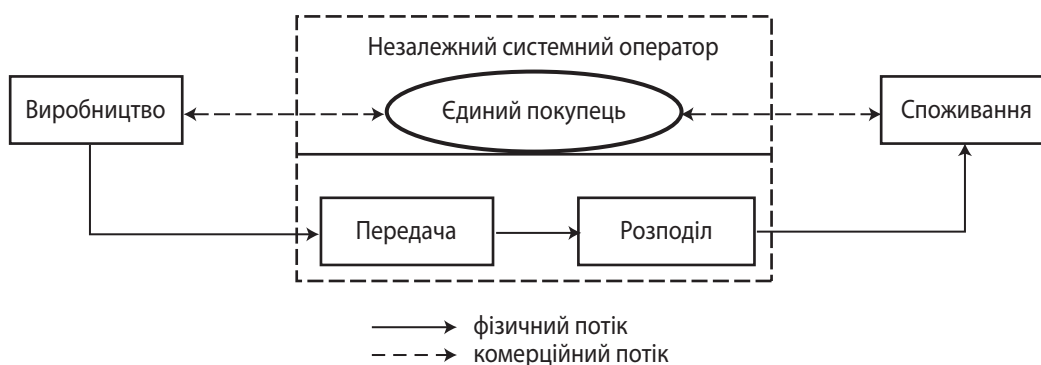 Незалежний системний оператор
Виробництво
Єдиний покупець
Споживання
Передача
Розподіл
фізичний потік
комерційний потік